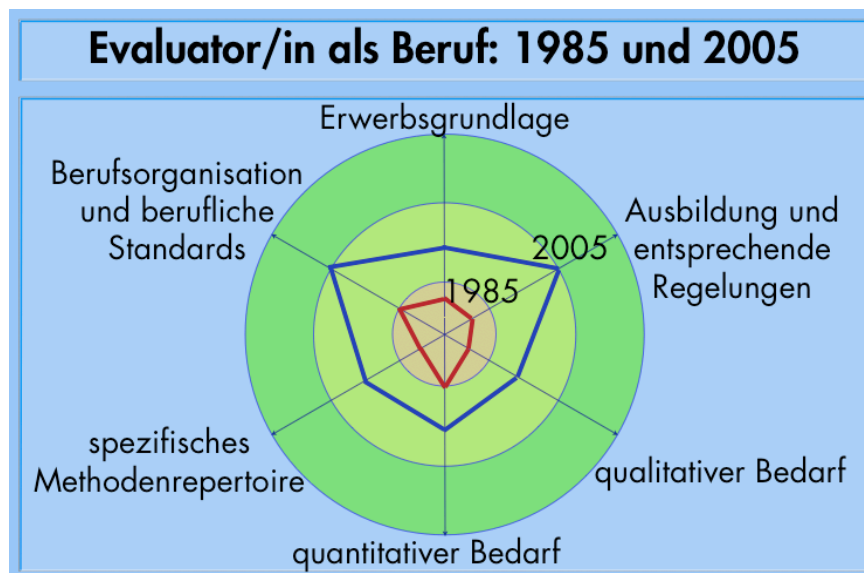 Evaluator/in als Beruf: 1985 und 2005
Erwerbsgrundlage
Berufsorganisation
und berufliche
Standards
Ausbildung und
entsprechende
Regelungen
2005
1985
spezifisches
Methodenrepertoire
qualitativer Bedarf
quantitativer Bedarf